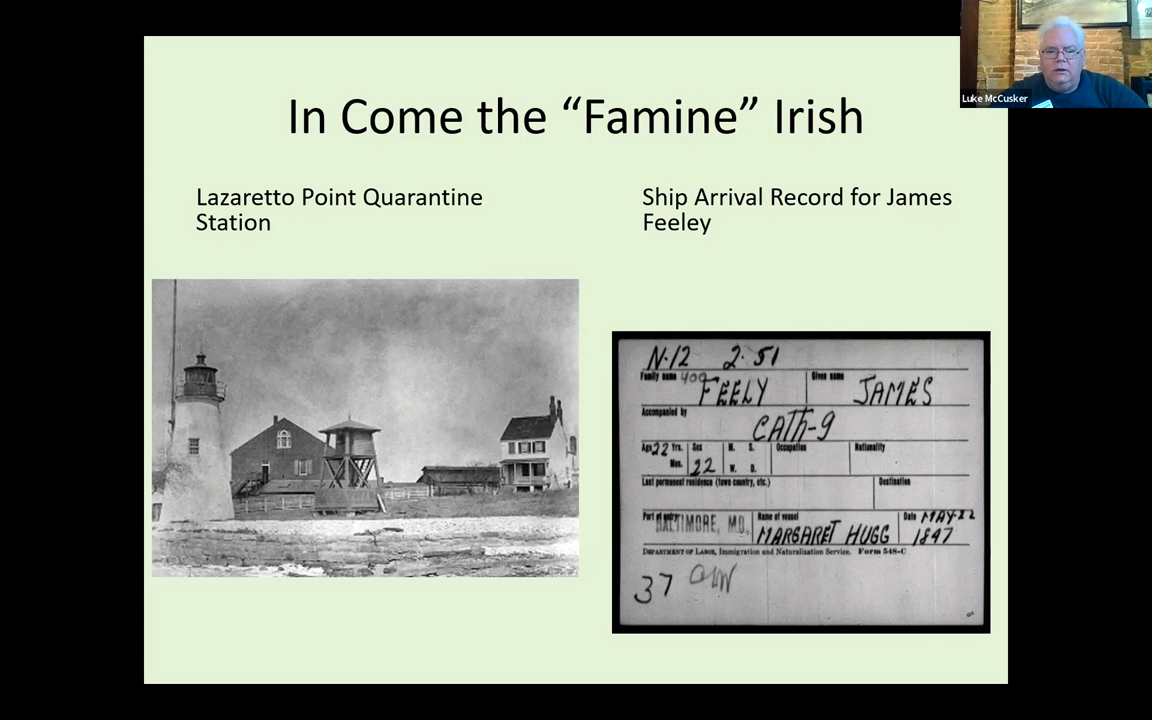 In Come the “Famine” Irish
Luke McCusker
Lazaretto Point Quarantine
Station
Ship Arrival Record for James
Feeley
N-12 2-51
Family name 400 FEELY Given name JAMES
Accompanied by
CATH-9
Age 22 Yrs. Sex M. S. Occupation Nationality
Mos. 22 W. D.
Last permanent residence (town country, etc.) Destination
Port of entry BALTIMORE, MD. Name of vessel MARGARET HUGG Date MAY-22 1847
DEPARTMENT OF LABOR, Immigration and Naturalization Service. Form 548-C
37